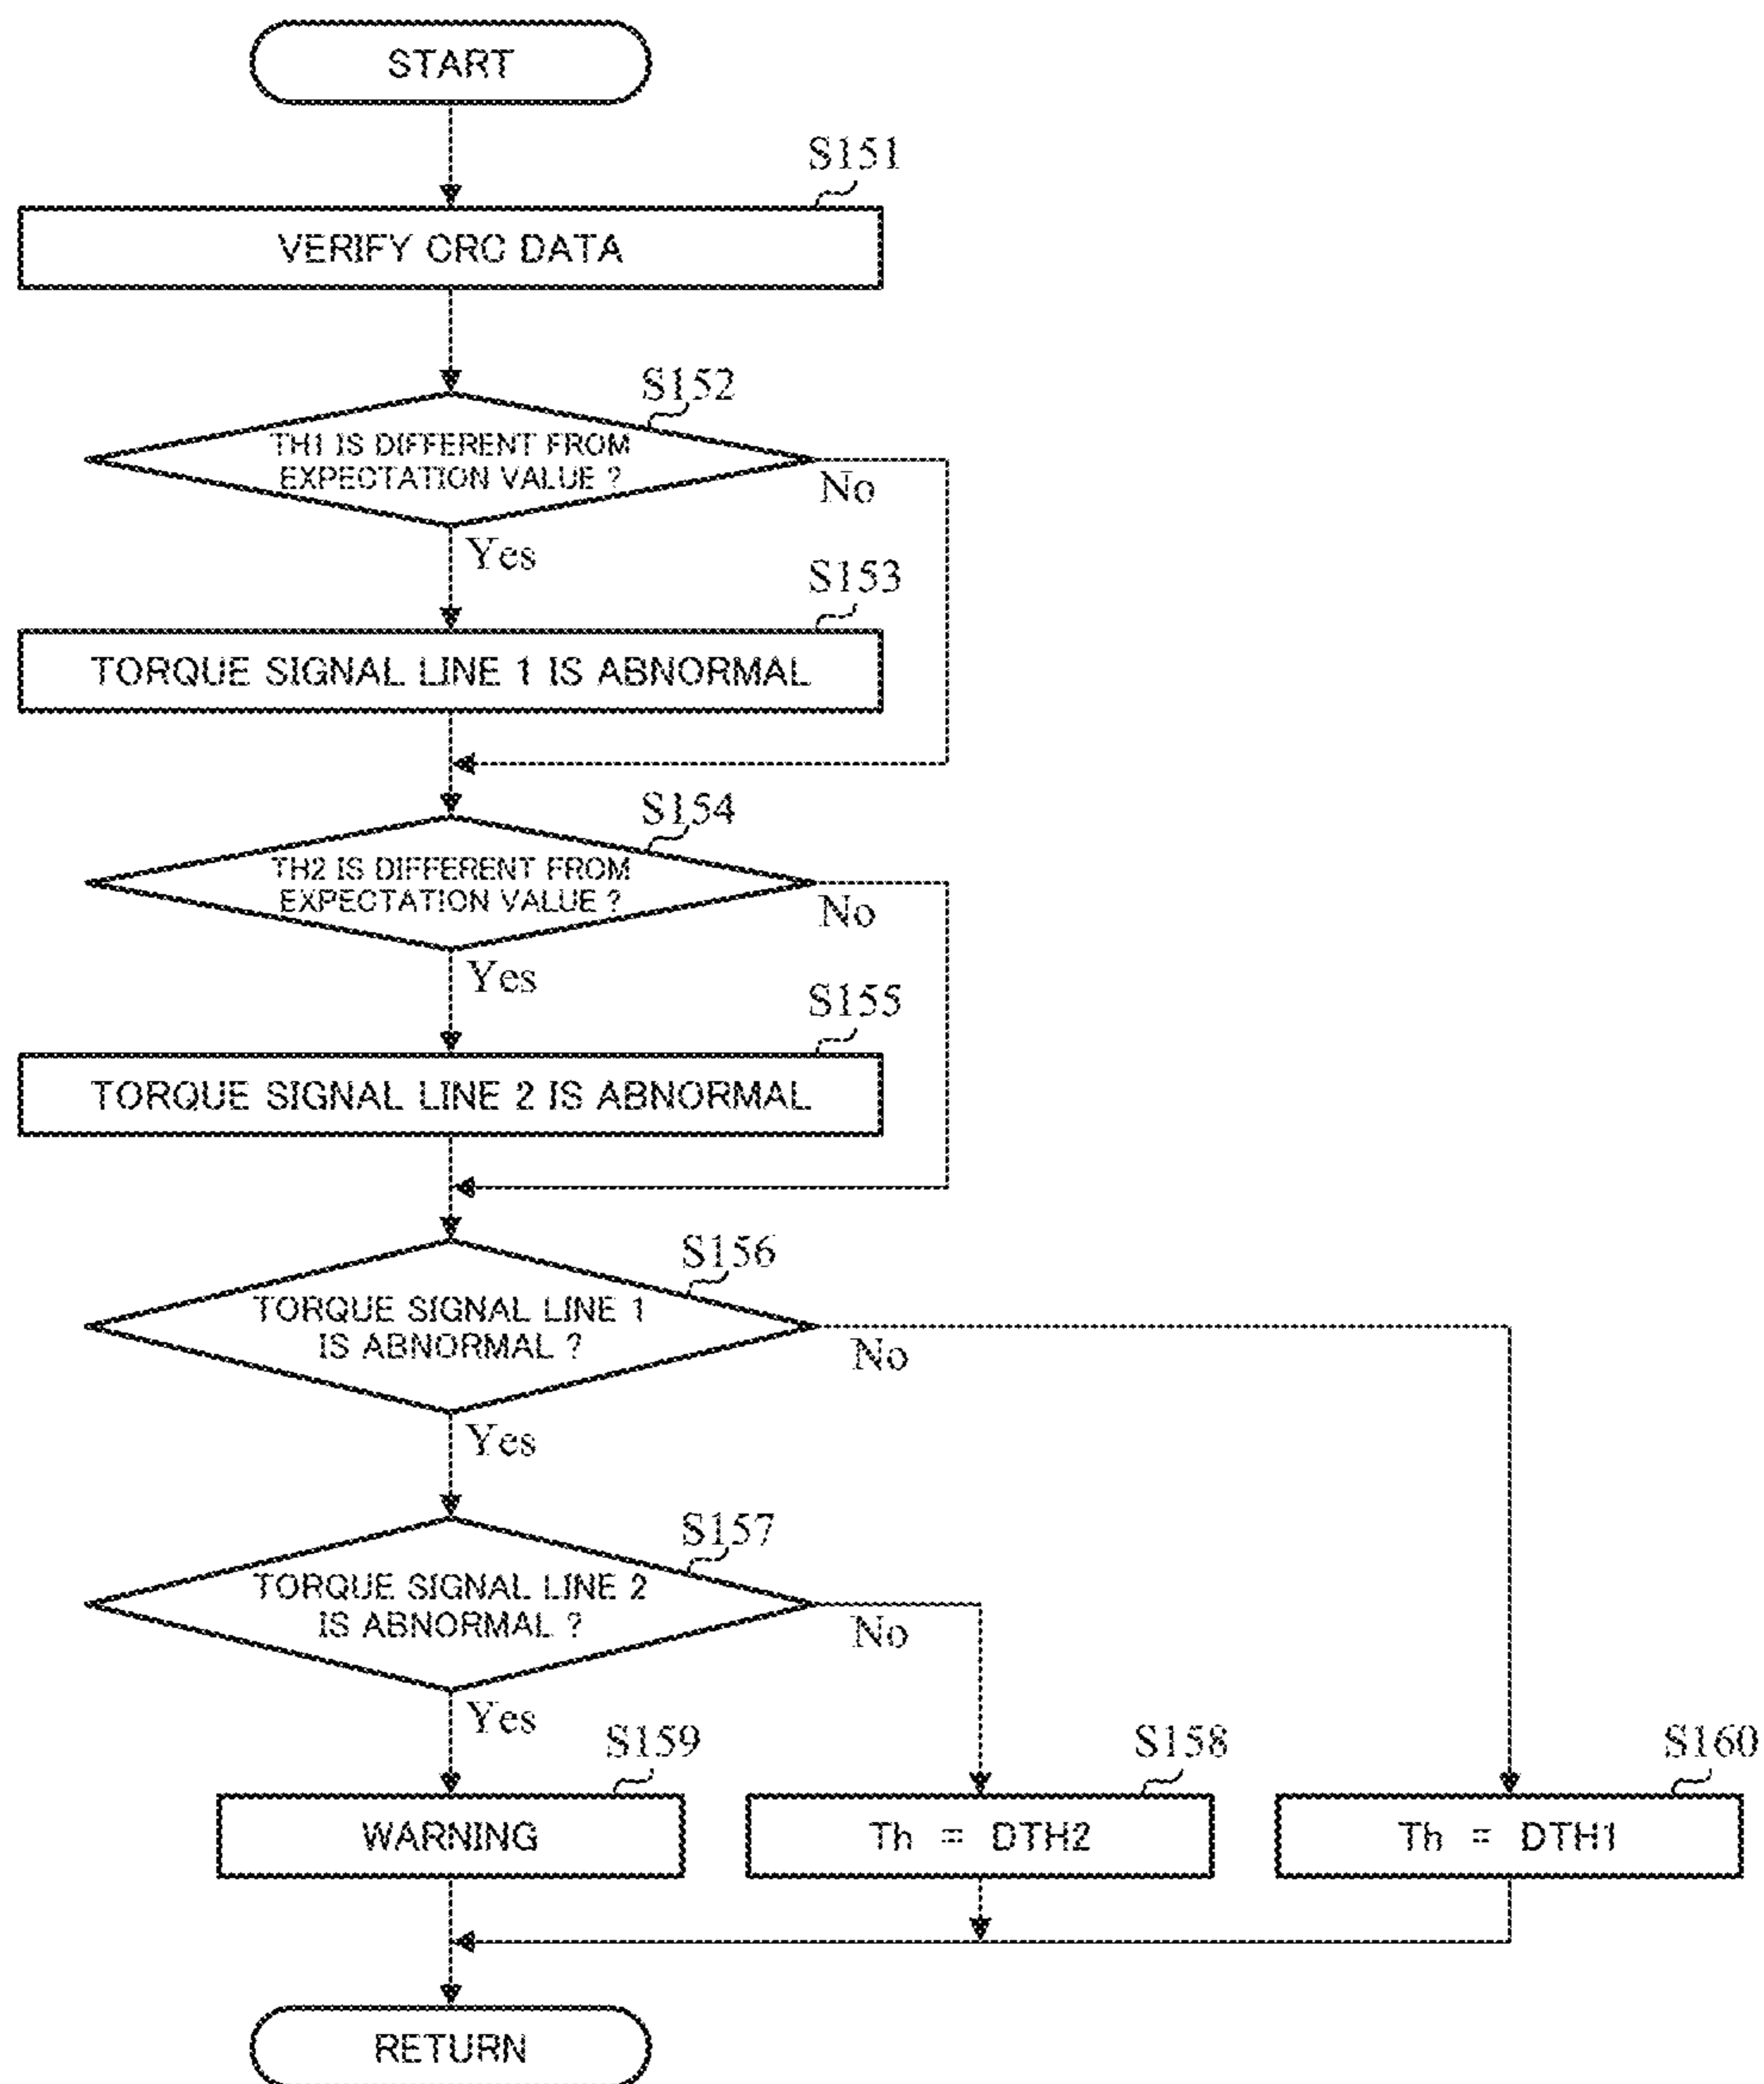 START
S151
VERIFY CRC DATA
S152
TH1 IS DIFFERENT FROM
EXPECTATION VALUE ?
No
Yes
S153
TORQUE SIGNAL LINE 1 IS ABNORMAL
S154
TH2 IS DIFFERENT FROM
EXPECTATION VALUE ?
No
Yes
S155
TORQUE SIGNAL LINE 2 IS ABNORMAL
S156
TORQUE SIGNAL LINE 1
IS ABNORMAL ?
No
Yes
S157
TORQUE SIGNAL LINE 2
IS ABNORMAL ?
No
Yes
S159
WARNING
S158
Th = DTH2
S160
Th = DTH1
RETURN